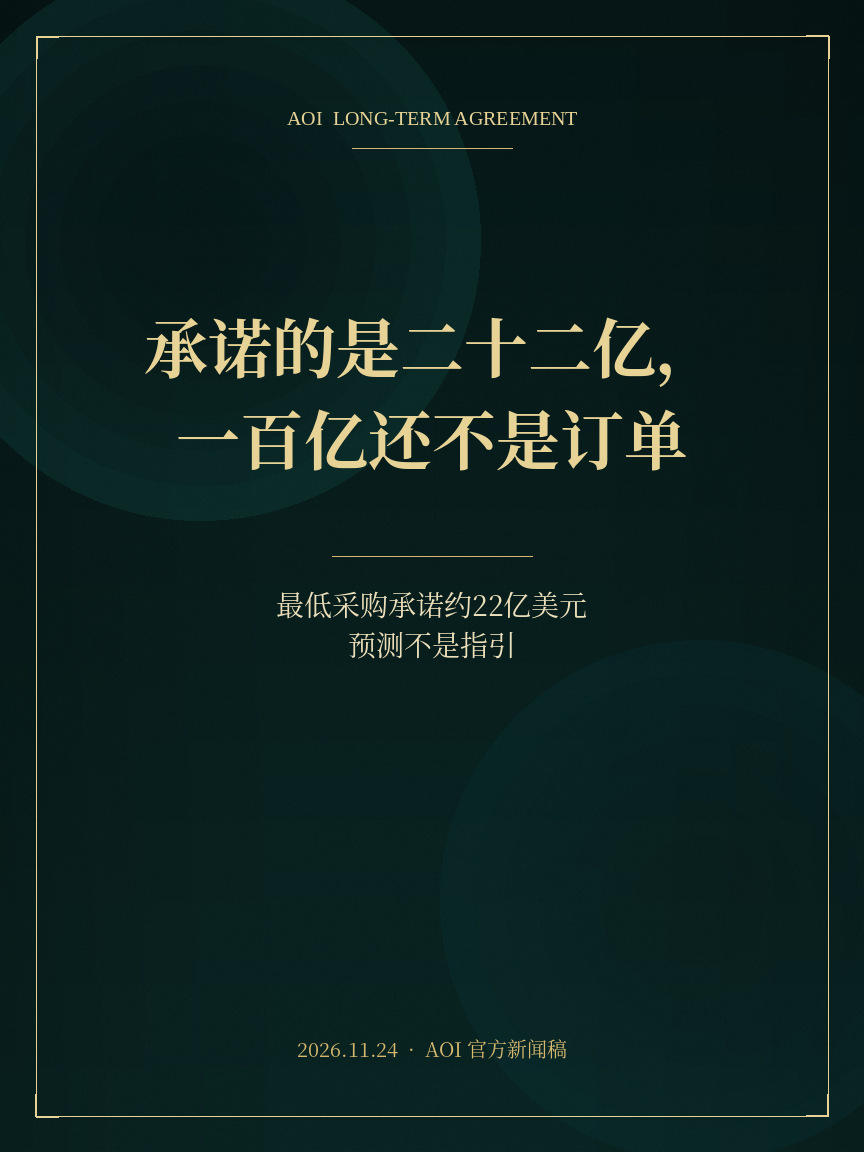 AOI LONG-TERM AGREEMENT
承诺的是二十二亿，
一百亿还不是订单
最低采购承诺约22亿美元
预测不是指引
2026.11.24 · AOI 官方新闻稿